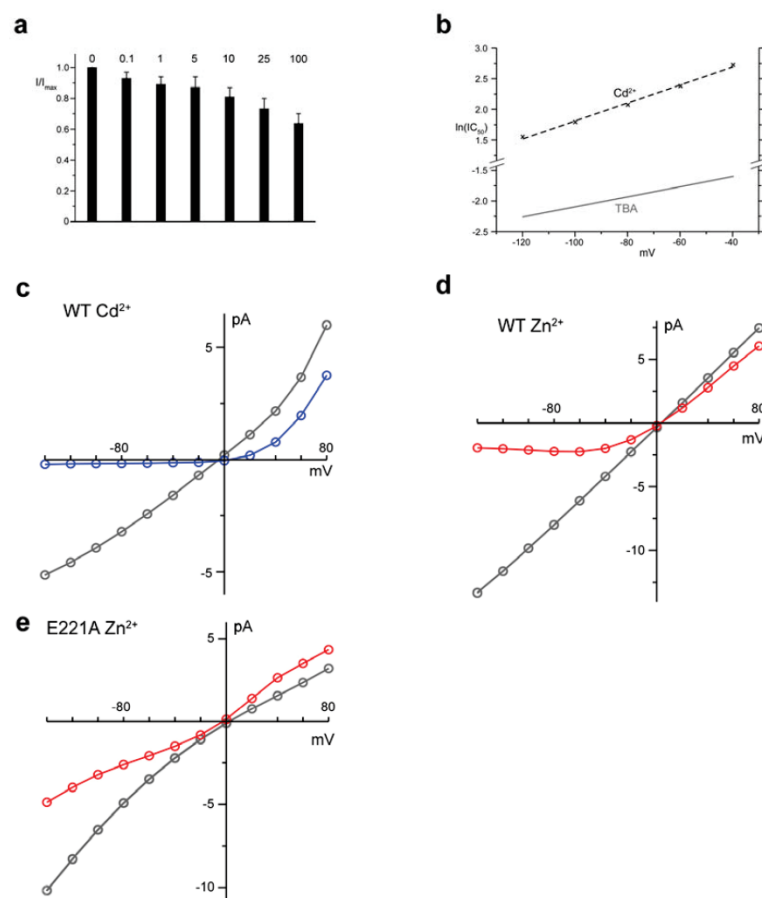 a
0 0.1 1 5 10 25 100
I/Imax
1.0
0.8
0.6
0.4
0.2
0
b
3.0
2.5
2.0
1.5
-1.5
-2.0
-2.5
ln(IC50)
Cd²⁺
TBA
-120 -100 -80 -60 -40
mV
c
WT Cd²⁺
pA
5
-80
80
mV
-5
d
WT Zn²⁺
pA
5
-80
80
mV
-5
-10
e
E221A Zn²⁺
pA
5
-80
80
mV
-5
-10